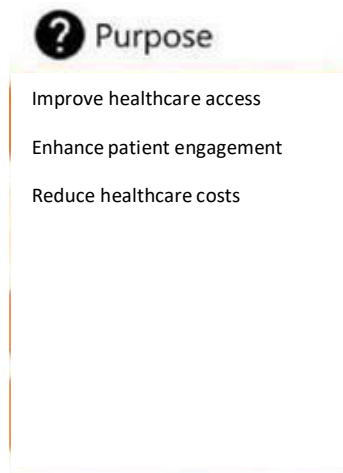 Purpose
Improve healthcare access
Enhance patient engagement
Reduce healthcare costs